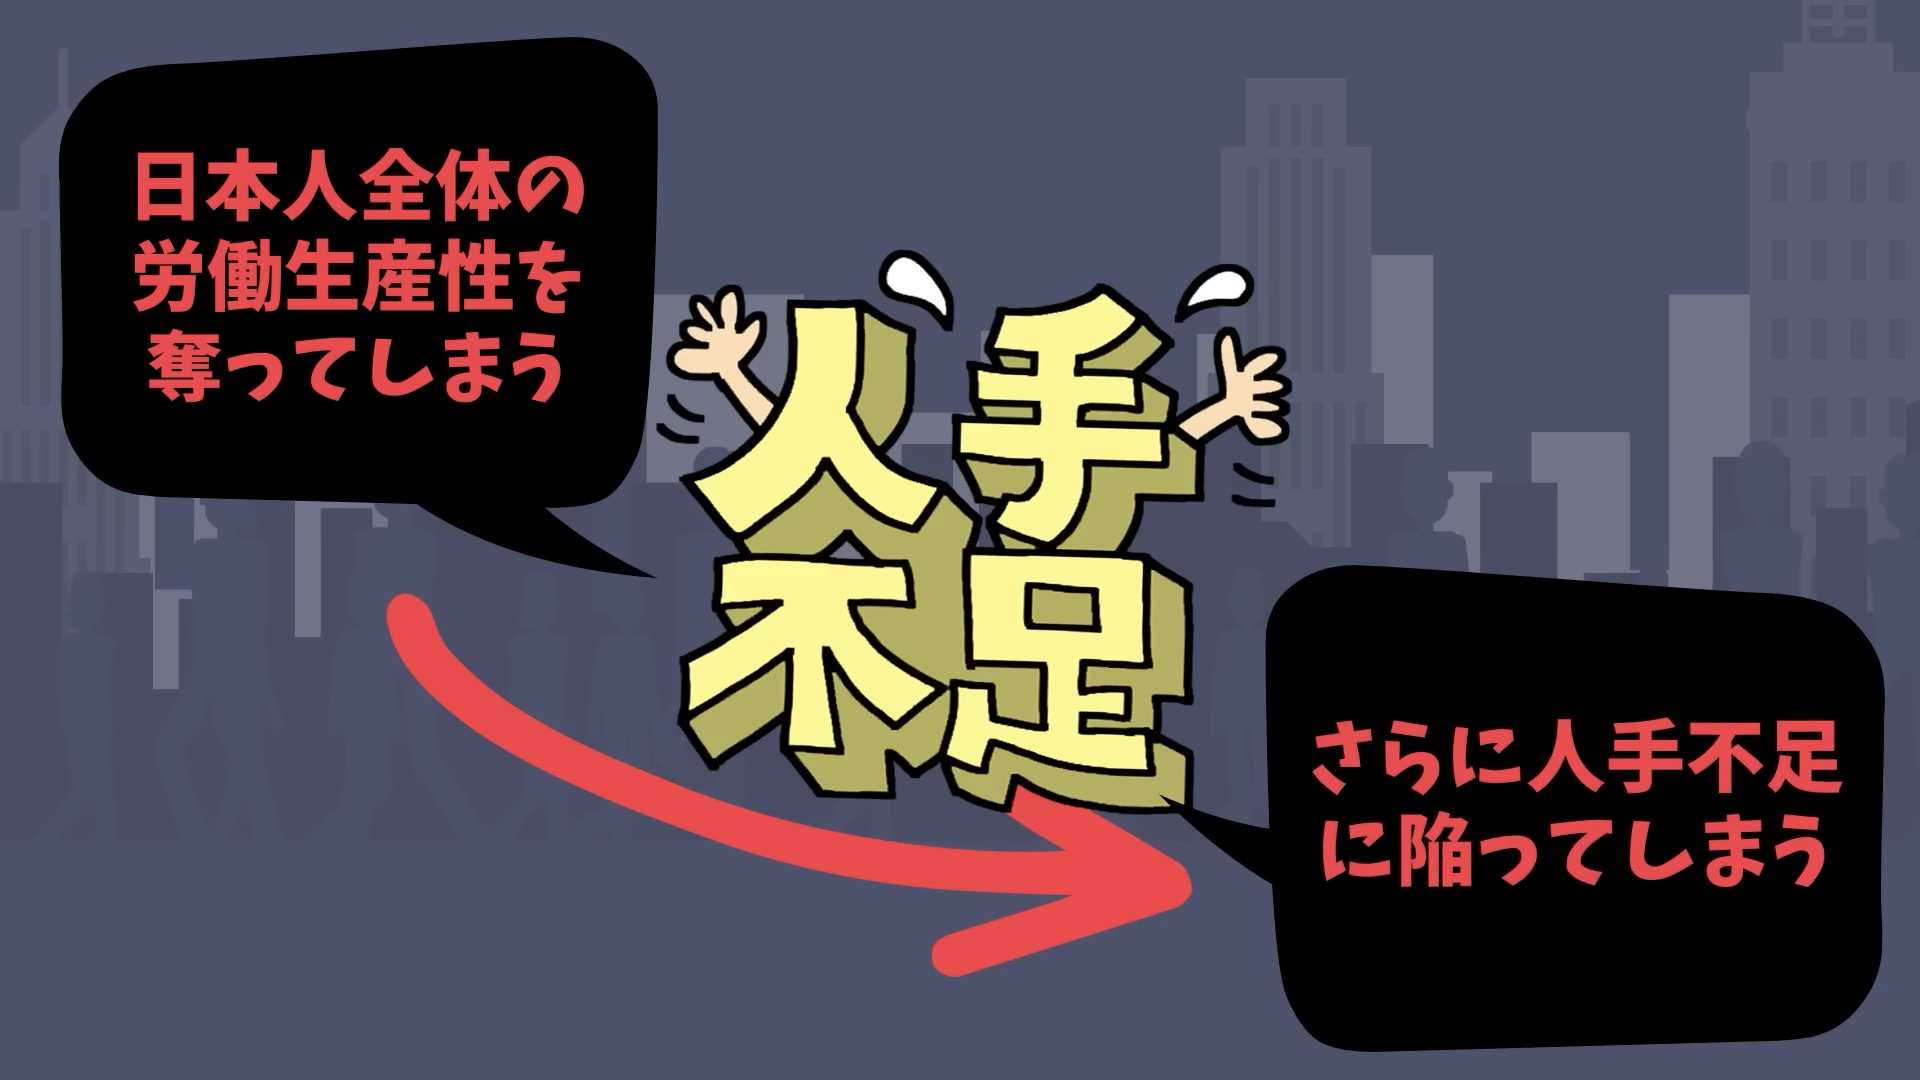 日本人全体の
労働生産性を
奪ってしまう
人手
不足
さらに人手不足
に陥ってしまう